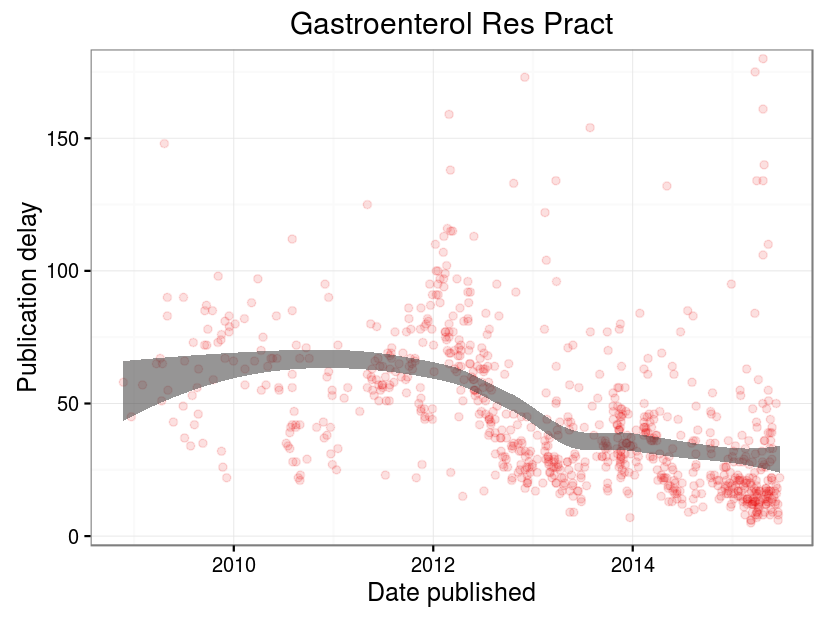 Gastroenterol Res Pract
Publication delay
150
100
50
0
2010
2012
2014
Date published